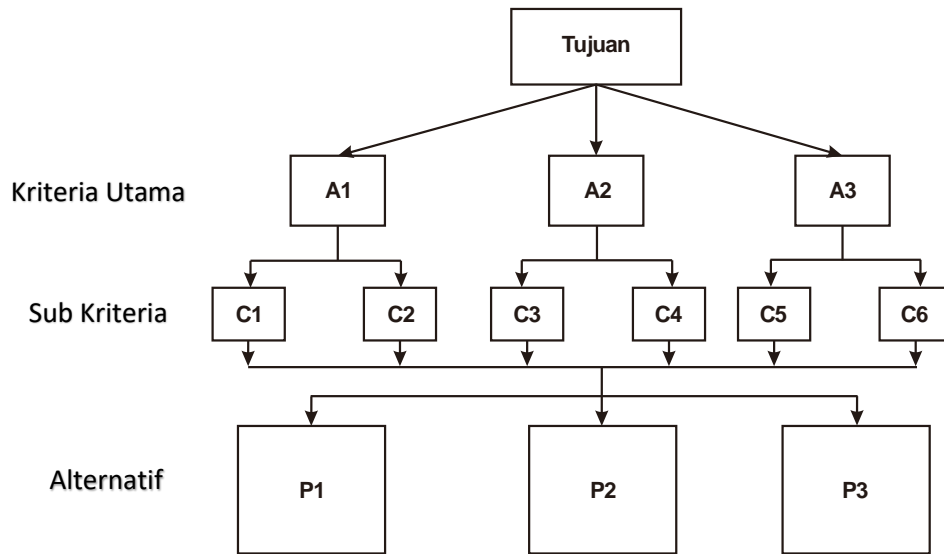 Tujuan
Kriteria Utama
A1
A2
A3
Sub Kriteria
C1
C2
C3
C4
C5
C6
Alternatif
P1
P2
P3